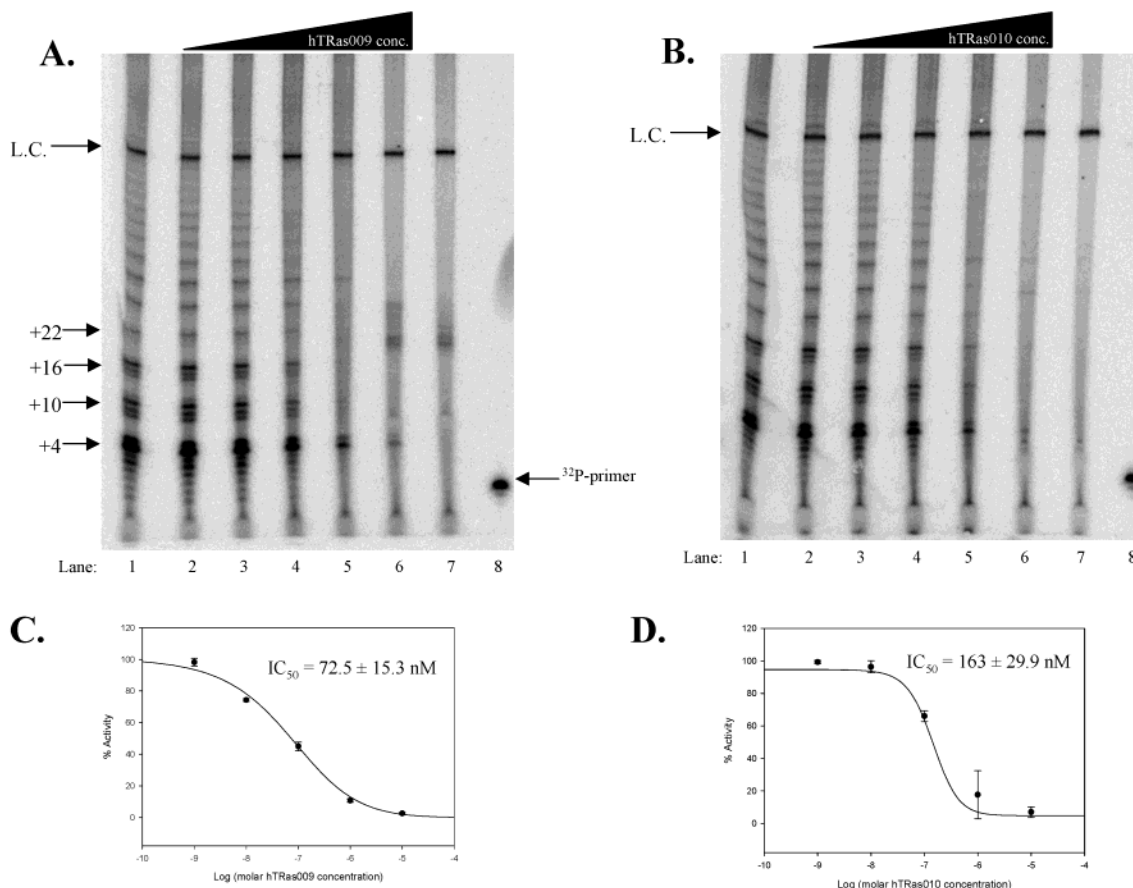 A.
hTRas009 conc.
B.
hTRas010 conc.
L.C.
+22
+16
+10
+4
³²P-primer
Lane: 1 2 3 4 5 6 7 8
L.C.
1 2 3 4 5 6 7 8
C.
IC₅₀ = 72.5 ± 15.3 nM
% Activity
120
100
80
60
40
20
0
-10 -9 -8 -7 -6 -5 -4
Log (molar hTRas009 concentration)
D.
IC₅₀ = 163 ± 29.9 nM
% Activity
120
100
80
60
40
20
0
-10 -9 -8 -7 -6 -5 -4
Log (molar hTRas010 concentration)